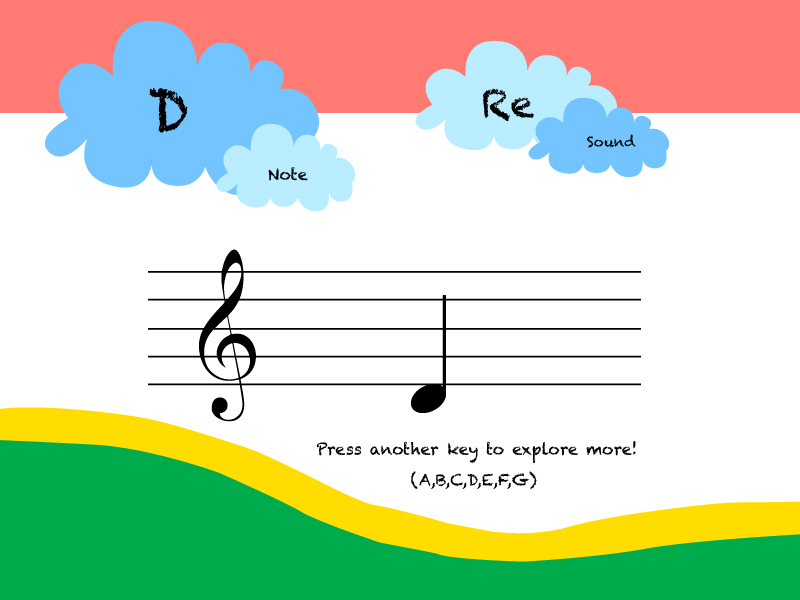 D
Re
Note
Sound
Press another key to explore more!
(A,B,C,D,E,F,G)